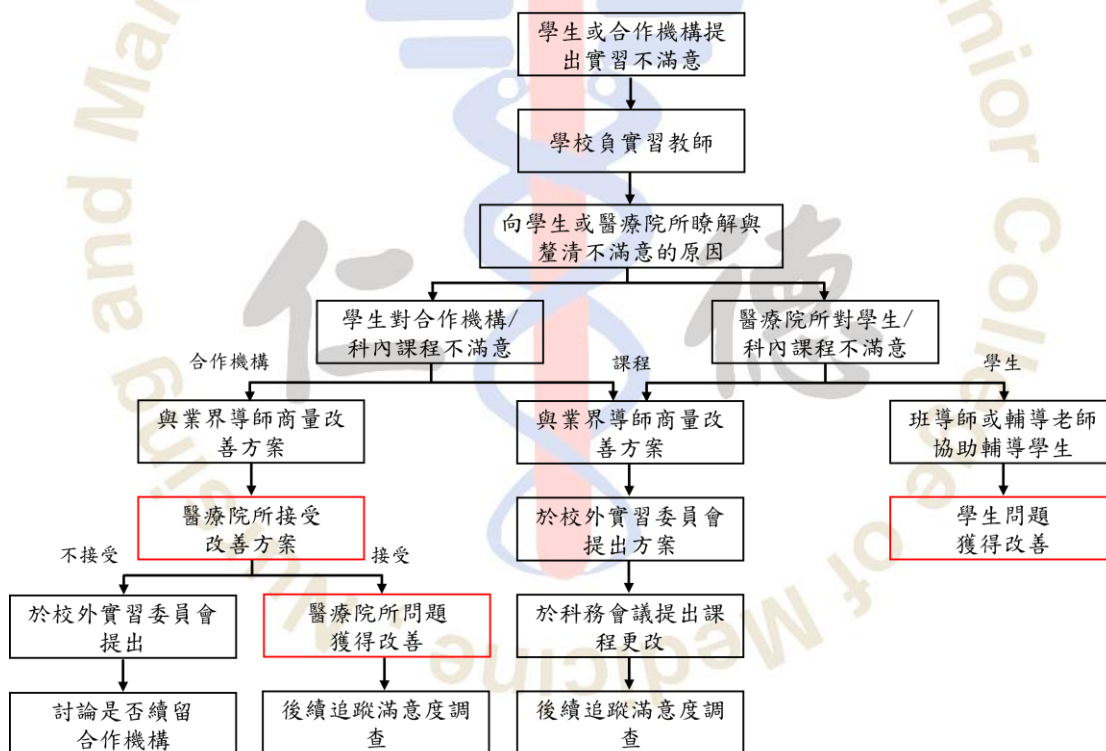 學生或合作機構提
出實習不滿意
學校負實習教師
向學生或醫療院所瞭解與
釐清不滿意的原因
學生對合作機構/
科內課程不滿意
醫療院所對學生/
科內課程不滿意
合作機構
課程
學生
與業界導師商量改
善方案
與業界導師商量改
善方案
班導師或輔導老師
協助輔導學生
醫療院所接受
改善方案
於校外實習委員會
提出方案
學生問題
獲得改善
不接受
接受
於校外實習委員會
提出
醫療院所問題
獲得改善
於科務會議提出課
程更改
討論是否續留
合作機構
後續追蹤滿意度調
查
後續追蹤滿意度調
查
仁德
nior College of Medicine , Nursing and Man